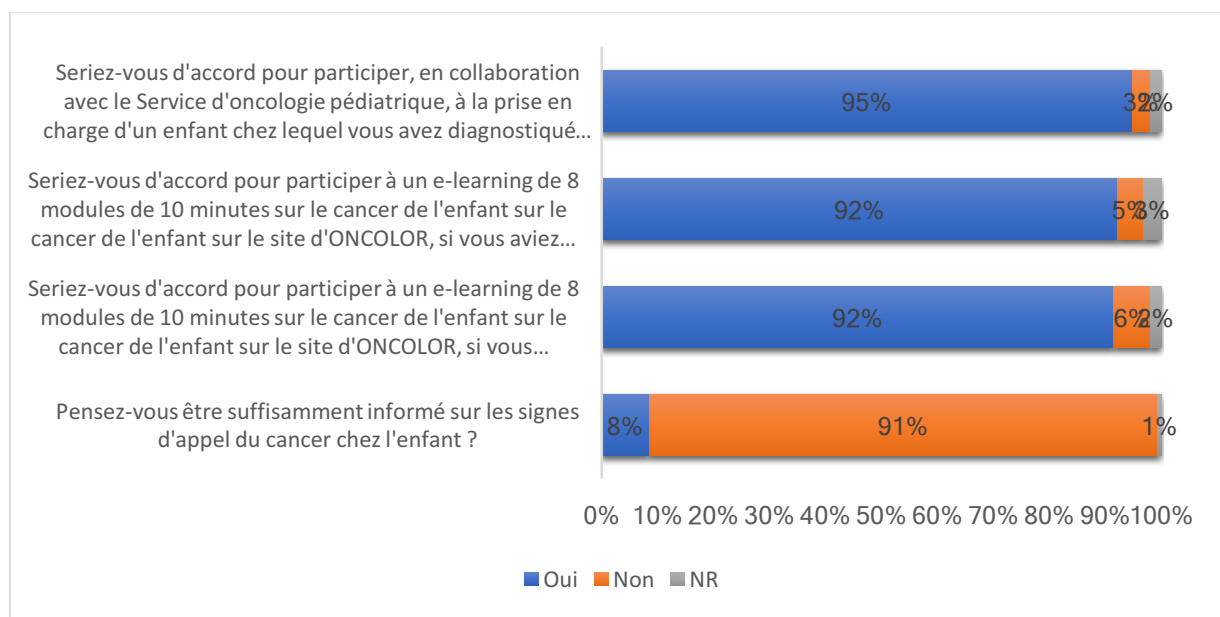 Seriez-vous d'accord pour participer, en collaboration
avec le Service d'oncologie pédiatrique, à la prise en
charge d'un enfant chez lequel vous avez diagnostiqué...
95%
3%
2%
Seriez-vous d'accord pour participer à un e-learning de 8
modules de 10 minutes sur le cancer de l'enfant sur le
cancer de l'enfant sur le site d'ONCOLOR, si vous aviez...
92%
5%
3%
Seriez-vous d'accord pour participer à un e-learning de 8
modules de 10 minutes sur le cancer de l'enfant sur le
cancer de l'enfant sur le site d'ONCOLOR, si vous...
92%
6%
2%
Pensez-vous être suffisamment informé sur les signes
d'appel du cancer chez l'enfant ?
8%
91%
1%
0% 10% 20% 30% 40% 50% 60% 70% 80% 90% 100%
Oui Non NR